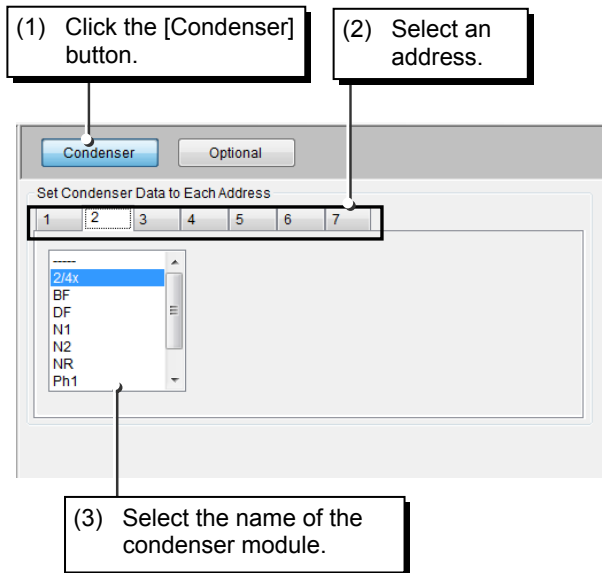 (1) Click the [Condenser]
button.
(2) Select an
address.
Condenser
Optional
Set Condenser Data to Each Address
1 2 3 4 5 6 7
-----
2/4x
BF
DF
N1
N2
NR
Ph1
(3) Select the name of the
condenser module.